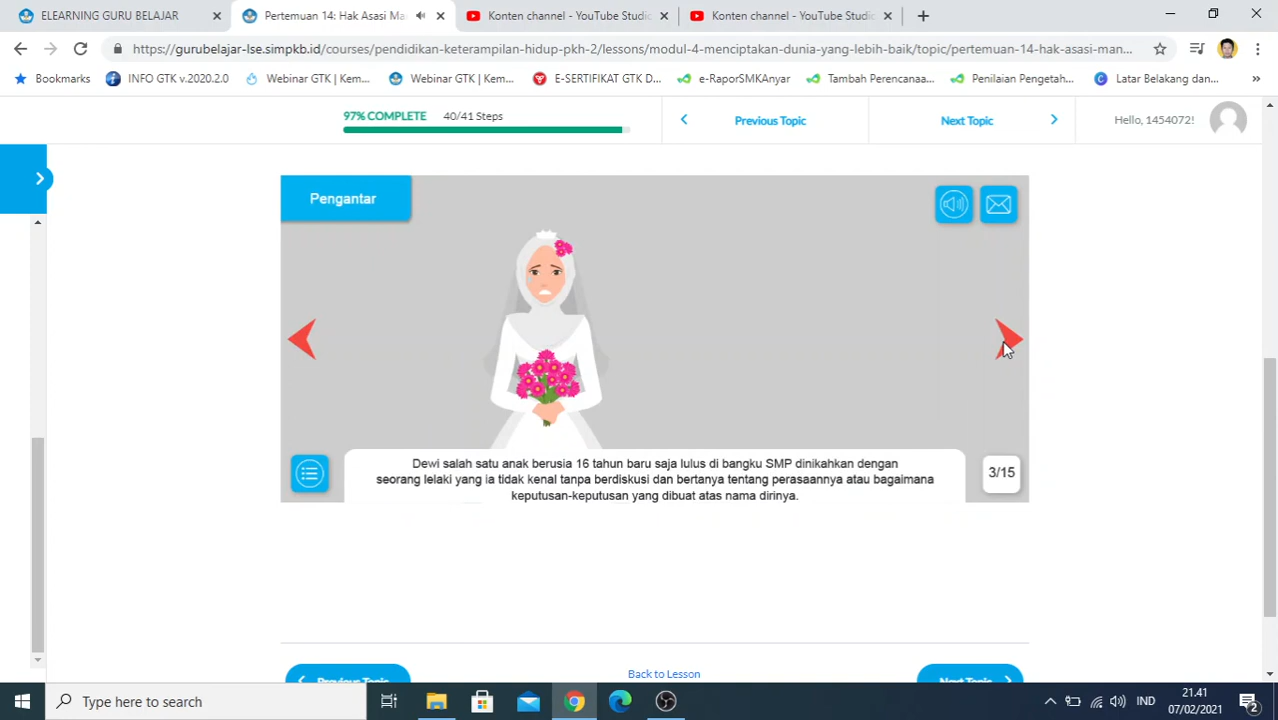 ELEARNING GURU BELAJAR
Pertemuan 14: Hak Asasi Ma
Konten channel - YouTube Studio
Konten channel - YouTube Studio
https://gurubelajar-lse.simpkb.id/courses/pendidikan-keterampilan-hidup-pkh-2/lessons/modul-4-menciptakan-dunia-yang-lebih-baik/topic/pertemuan-14-hak-asasi-man...
Bookmarks
INFO GTK v.2020.2.0
Webinar GTK | Kem...
Webinar GTK | Kem...
E-SERTIFIKAT GTK D...
e-RaporSMKAnyar
Tambah Perencanaa...
Penilaian Pengetah...
Latar Belakang dan...
97% COMPLETE 40/41 Steps
Previous Topic
Next Topic
Hello, 1454072!
Pengantar
Dewi salah satu anak berusia 16 tahun baru saja lulus di bangku SMP dinikahkan dengan
seorang lelaki yang ia tidak kenal tanpa berdiskusi dan bertanya tentang perasaannya atau bagaimana
keputusan-keputusan yang dibuat atas nama dirinya.
3/15
Previous Topic
Back to Lesson
Next Topic
Type here to search
IND
21.41
07/02/2021
2